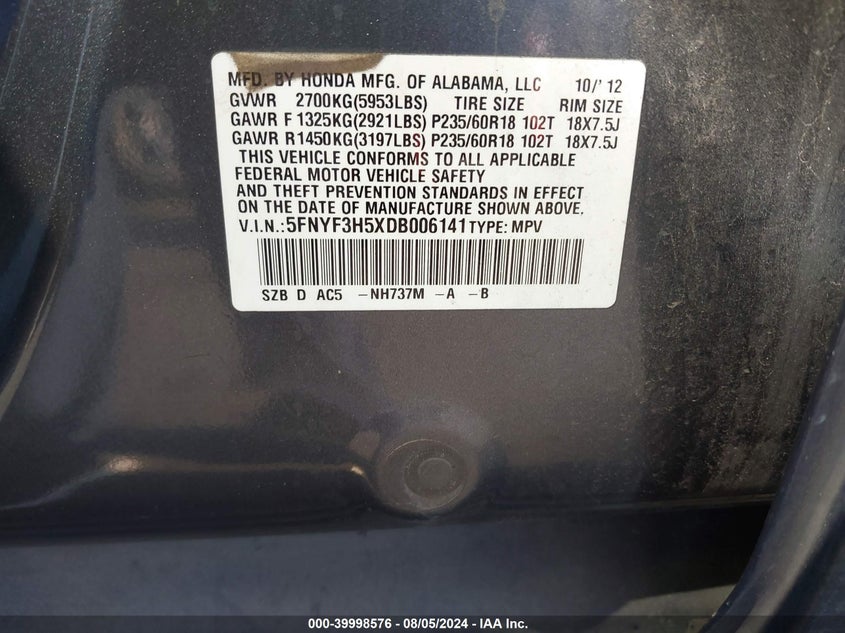 MFD. BY HONDA MFG. OF ALABAMA, LLC 10/'12
GVWR 2700KG(5953LBS) TIRE SIZE RIM SIZE
GAWR F 1325KG(2921LBS) P235/60R18 102T 18X7.5J
GAWR R1450KG(3197LBS) P235/60R18 102T 18X7.5J
THIS VEHICLE CONFORMS TO ALL APPLICABLE
FEDERAL MOTOR VEHICLE SAFETY
AND THEFT PREVENTION STANDARDS IN EFFECT
ON THE DATE OF MANUFACTURE SHOWN ABOVE.
V.I.N.:5FNYF3H5XDB006141 TYPE: MPV
SZB D AC5 -NH737M -A -B
000-39998576 - 08/05/2024 - IAA Inc.